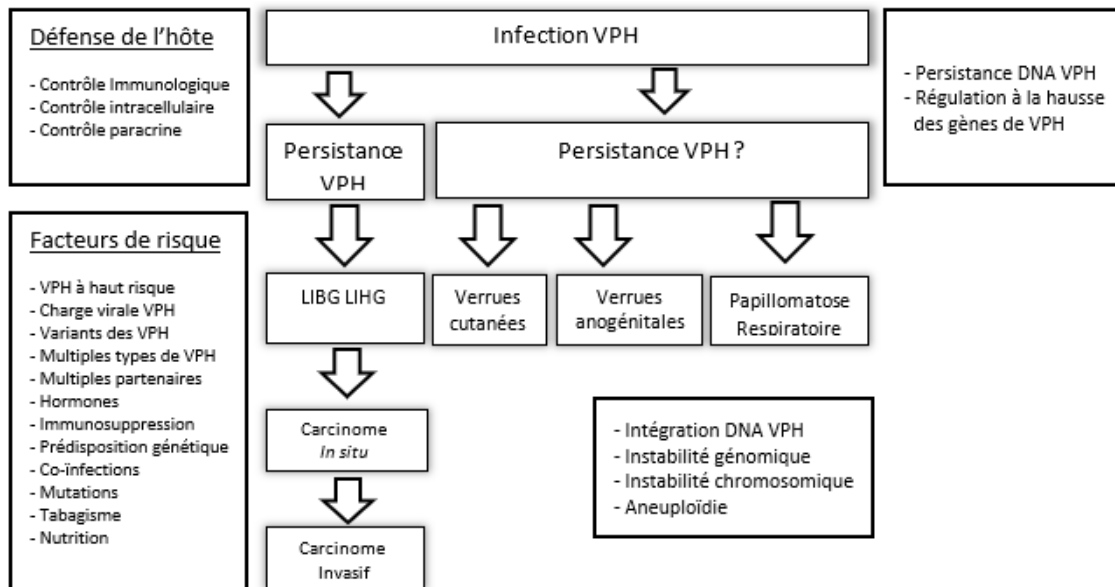 Défense de l'hôte
- Contrôle Immunologique
- Contrôle intracellulaire
- Contrôle paracrine
Infection VPH
- Persistance DNA VPH
- Régulation à la hausse
des gènes de VPH
Persistance
VPH
Persistance VPH ?
Facteurs de risque
- VPH à haut risque
- Charge virale VPH
- Variants des VPH
- Multiples types de VPH
- Multiples partenaires
- Hormones
- Immunosuppression
- Prédisposition génétique
- Co-ïnfections
- Mutations
- Tabagisme
- Nutrition
LIBG LIHG
Verrues
cutanées
Verrues
anogénitales
Papillomatose
Respiratoire
Carcinome
In situ
- Intégration DNA VPH
- Instabilité génomique
- Instabilité chromosomique
- Aneuploïdie
Carcinome
Invasif